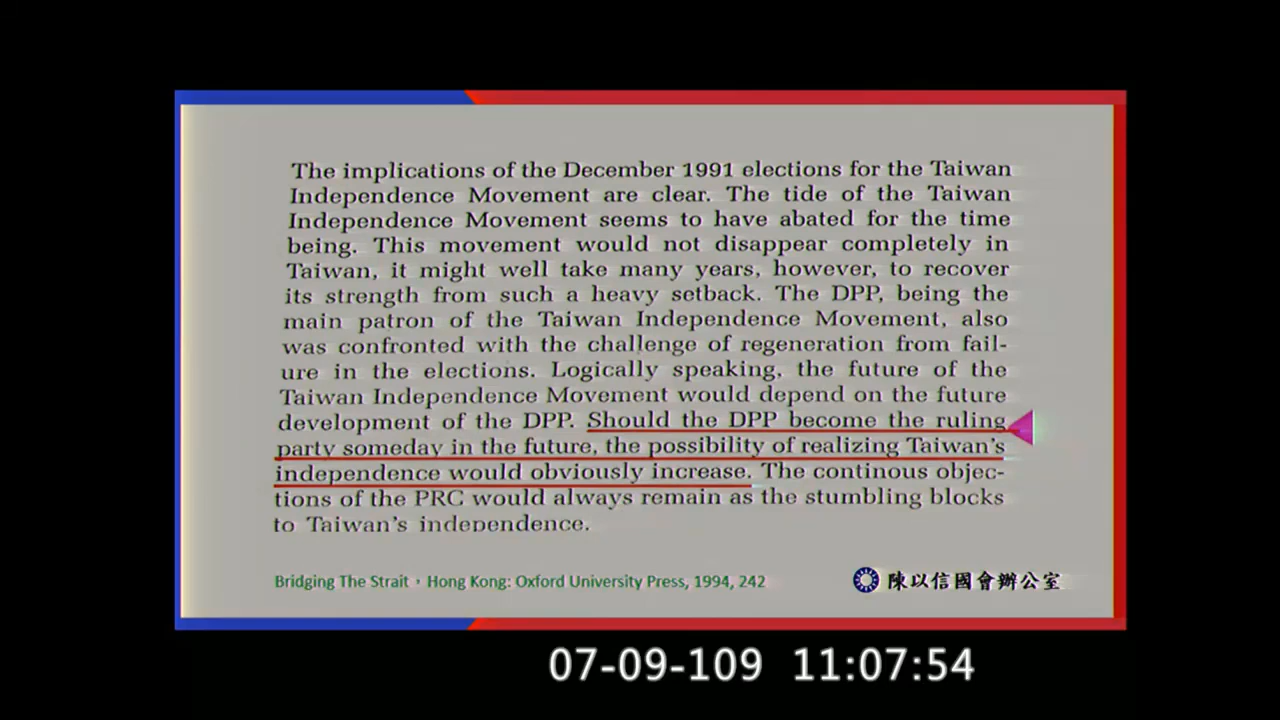 The implications of the December 1991 elections for the Taiwan
Independence Movement are clear. The tide of the Taiwan
Independence Movement seems to have abated for the time
being. This movement would not disappear completely in
Taiwan, it might well take many years, however, to recover
its strength from such a heavy setback. The DPP, being the
main patron of the Taiwan Independence Movement, also
was confronted with the challenge of regeneration from fail-
ure in the elections. Logically speaking, the future of the
Taiwan Independence Movement would depend on the future
development of the DPP. Should the DPP become the ruling
party someday in the future, the possibility of realizing Taiwan's
independence would obviously increase. The continous objec-
tions of the PRC would always remain as the stumbling blocks
to Taiwan's independence.
Bridging The Strait，Hong Kong: Oxford University Press, 1994, 242
陳以信國會辦公室
07-09-109 11:07:54